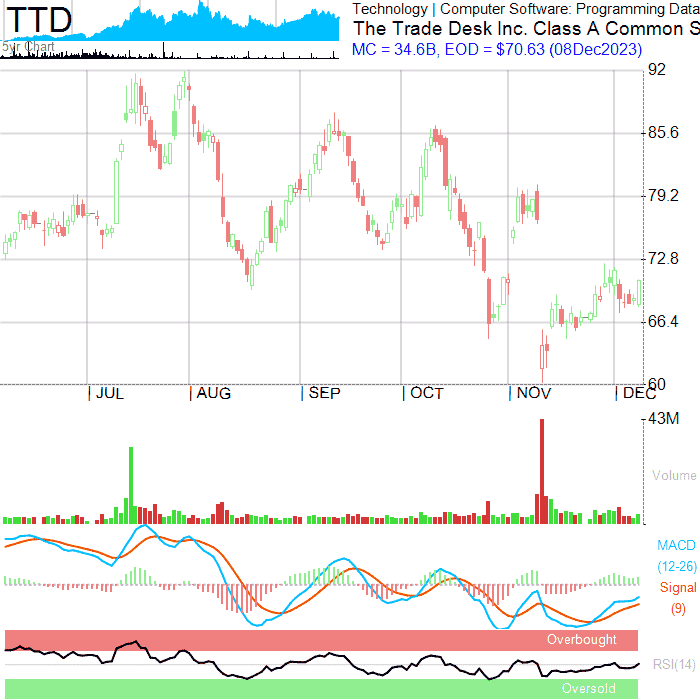 TTD
5yr Chart
Technology | Computer Software: Programming Data
The Trade Desk Inc. Class A Common S
MC = 34.6B, EOD = $70.63 (08Dec2023)
92
85.6
79.2
72.8
66.4
60
JUL
AUG
SEP
OCT
NOV
DEC
43M
Volume
MACD
(12-26)
Signal
(9)
Overbought
RSI(14)
Oversold